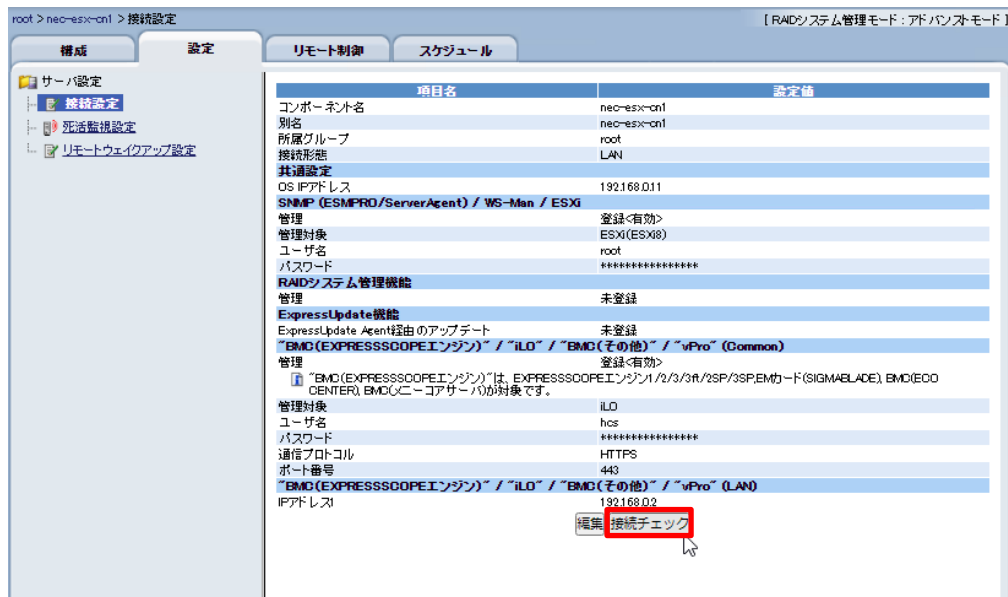 root > nec-esx-cn1 > 接続設定
[ RAIDシステム管理モード : アドバンストモード ]
構成 設定 リモート制御 スケジュール
サーバ設定
接続設定
死活監視設定
リモートウェイクアップ設定
項目名 設定値
コンポーネント名 nec-esx-cn1
別名 nec-esx-cn1
所属グループ root
接続形態 LAN
共通設定
OS IPアドレス 192.168.0.11
SNMP (ESMPRO/ServerAgent) / WS-Man / ESXi
管理 登録<有効>
管理対象 ESXi(ESXi8)
ユーザ名 root
パスワード ****************
RAIDシステム管理機能
管理 未登録
ExpressUpdate機能
ExpressUpdate Agent経由のアップデート 未登録
"BMC(EXPRESSSCOPEエンジン)" / "iLO" / "BMC(その他)" / "vPro" (Common)
管理 登録<有効>
"BMC(EXPRESSSCOPEエンジン)"は、EXPRESSSCOPEエンジン1/2/3/3ft/2SP/3SP,EMカード(SIGMABLADE), BMC(ECO
CENTER), BMC(メニーコアサーバ)が対象です。
管理対象 iLO
ユーザ名 hcs
パスワード ****************
通信プロトコル HTTPS
ポート番号 443
"BMC(EXPRESSSCOPEエンジン)" / "iLO" / "BMC(その他)" / "vPro" (LAN)
IPアドレス1 192.168.0.2
編集 接続チェック